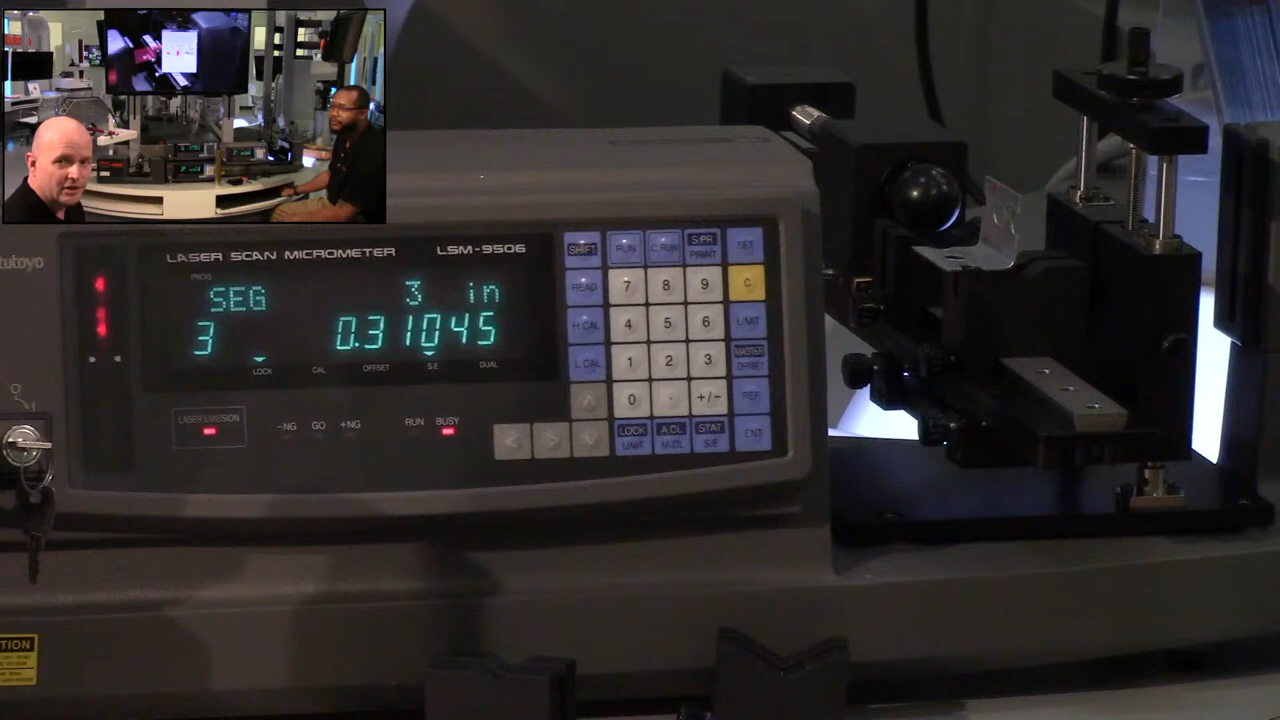 tutoyo
LASER SCAN MICROMETER LSM-9506
PROG
SEG 3 in
3 0.31045
LOCK CAL OFFSET S.E DUAL
LASER EMISSION
-NG GO +NG RUN BUSY
SHIFT RUN C.RUN S/PR PRINT SET
READ 7 8 9 C
H.CAL 4 5 6 LIMIT
L.CAL 1 2 3 MASTER OFFSET
0 . +/- REF
< > LOCK UNIT A.CL M.CL STAT S/E ENT
TION